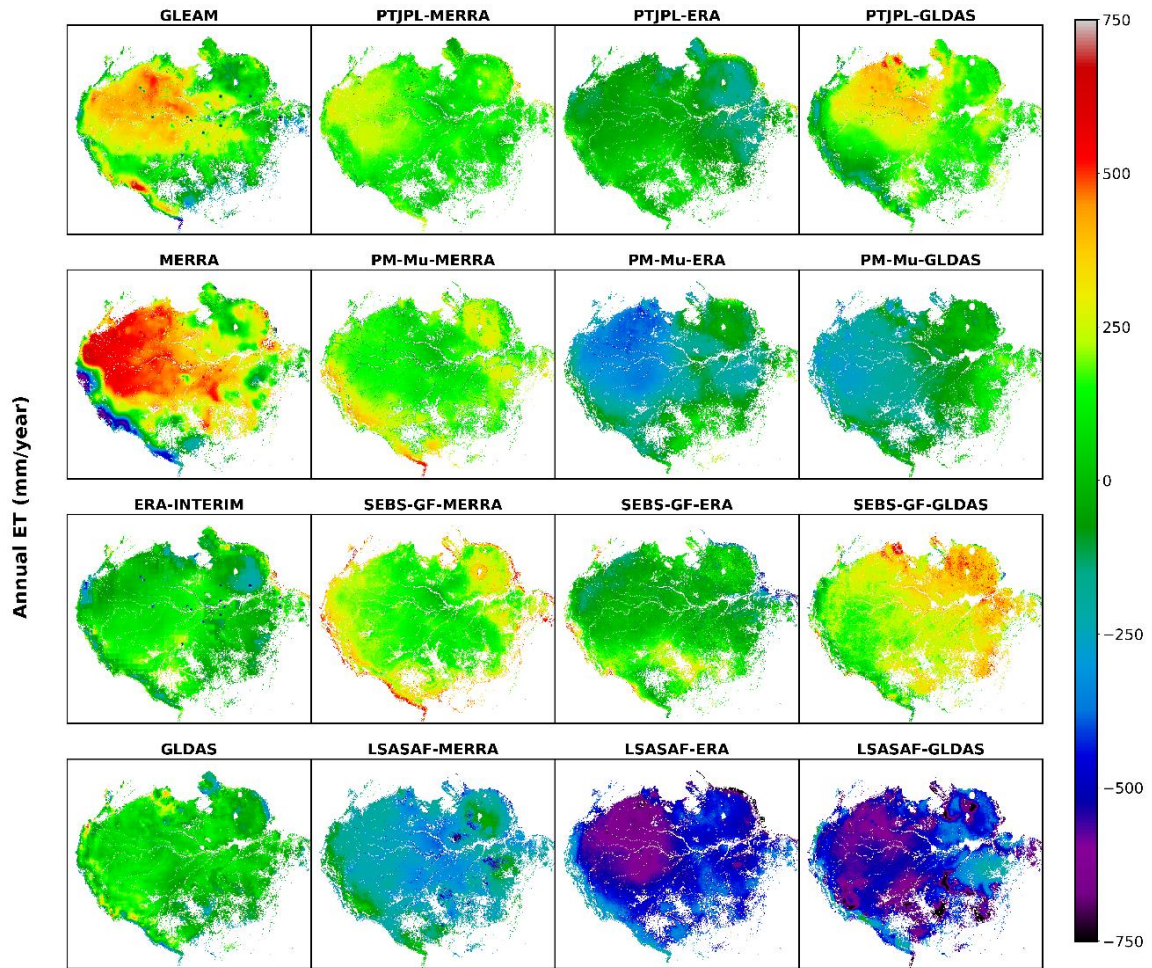 GLEAM PTJPL-MERRA PTJPL-ERA PTJPL-GLDAS
MERRA PM-Mu-MERRA PM-Mu-ERA PM-Mu-GLDAS
ERA-INTERIM SEBS-GF-MERRA SEBS-GF-ERA SEBS-GF-GLDAS
GLDAS LSASAF-MERRA LSASAF-ERA LSASAF-GLDAS
Annual ET (mm/year)
750
500
250
0
−250
−500
−750